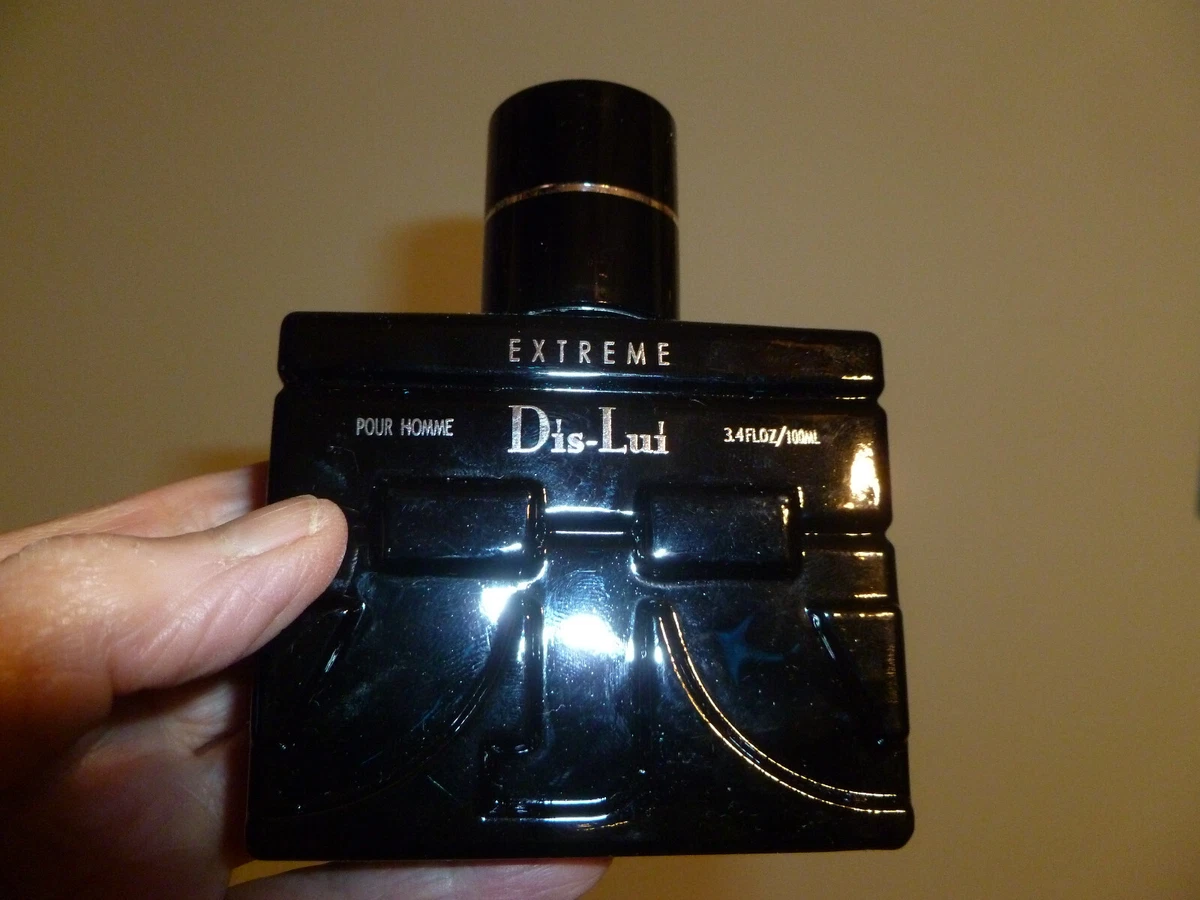 EXTREME
POUR HOMME Dis-Lui 3.4FLOZ/100ML